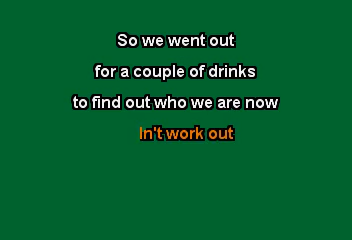 So we went out
for a couple of drinks
to find out who we are now
In't work out